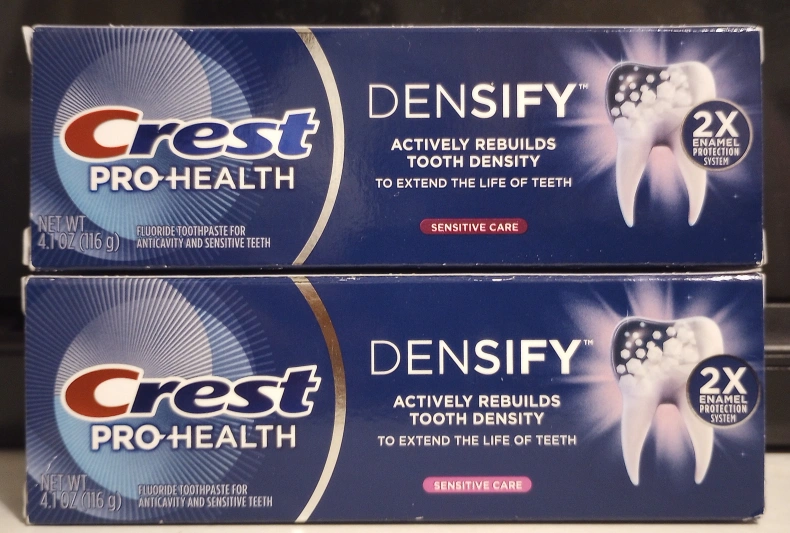 Crest
PRO-HEALTH
NET WT
4.1 OZ (116 g)
FLUORIDE TOOTHPASTE FOR
ANTICAVITY AND SENSITIVE TEETH
DENSIFY™
ACTIVELY REBUILDS
TOOTH DENSITY
TO EXTEND THE LIFE OF TEETH
SENSITIVE CARE
2X
ENAMEL
PROTECTION
SYSTEM
Crest
PRO-HEALTH
NET WT
4.1 OZ (116 g)
FLUORIDE TOOTHPASTE FOR
ANTICAVITY AND SENSITIVE TEETH
DENSIFY™
ACTIVELY REBUILDS
TOOTH DENSITY
TO EXTEND THE LIFE OF TEETH
SENSITIVE CARE
2X
ENAMEL
PROTECTION
SYSTEM